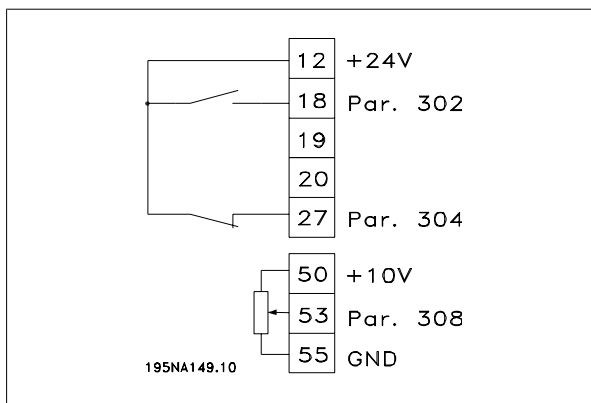 12 +24V
18 Par. 302
19
20
27 Par. 304
50 +10V
53 Par. 308
55 GND
195NA149.10